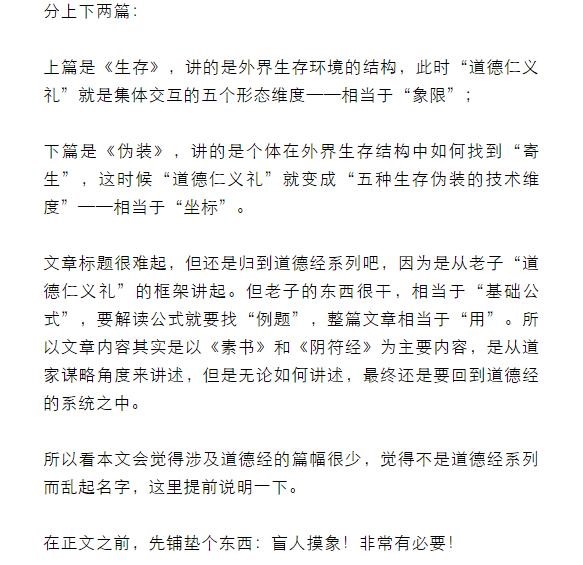 分上下两篇：
上篇是《生存》，讲的是外界生存环境的结构，此时“道德仁义
礼”就是集体交互的五个形态维度——相当于“象限”；
下篇是《伪装》，讲的是个体在外界生存结构中如何找到“寄
生”，这时候“道德仁义礼”就变成“五种生存伪装的技术维
度”——相当于“坐标”。
文章标题很难起，但还是归到道德经系列吧，因为是从老子“道
德仁义礼”的框架讲起。但老子的东西很干，相当于“基础公
式”，要解读公式就要找“例题”，整篇文章相当于“用”。所
以文章内容其实是以《素书》和《阴符经》为主要内容，是从道
家谋略角度来讲述，但是无论如何讲述，最终还是要回到道德经
的系统之中。
所以看本文会觉得涉及道德经的篇幅很少，觉得不是道德经系列
而乱起名字，这里提前说明一下。
在正文之前，先铺垫个东西：盲人摸象！非常有必要！